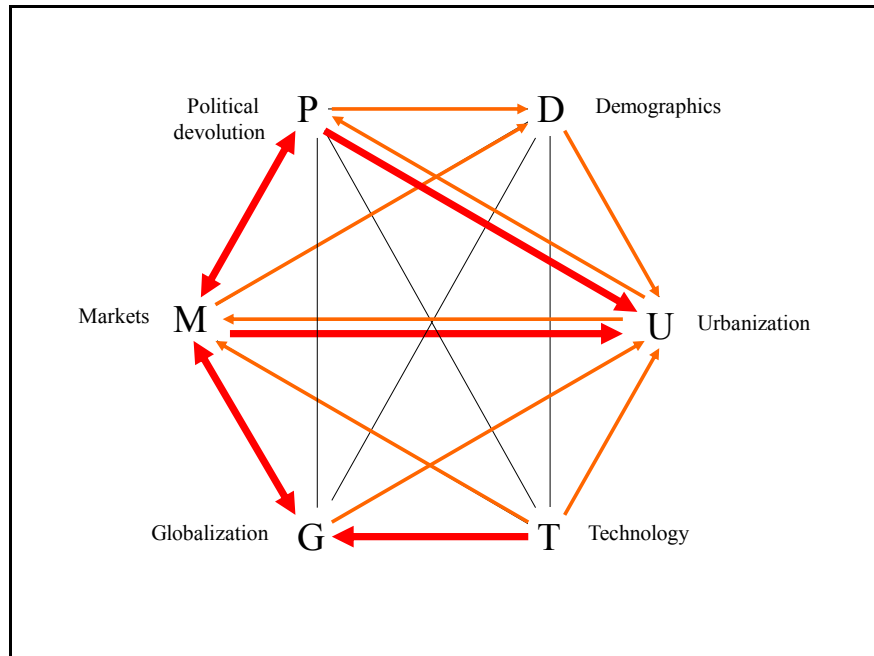 Political
devolution
P
D
Demographics
Markets
M
U
Urbanization
Globalization
G
T
Technology